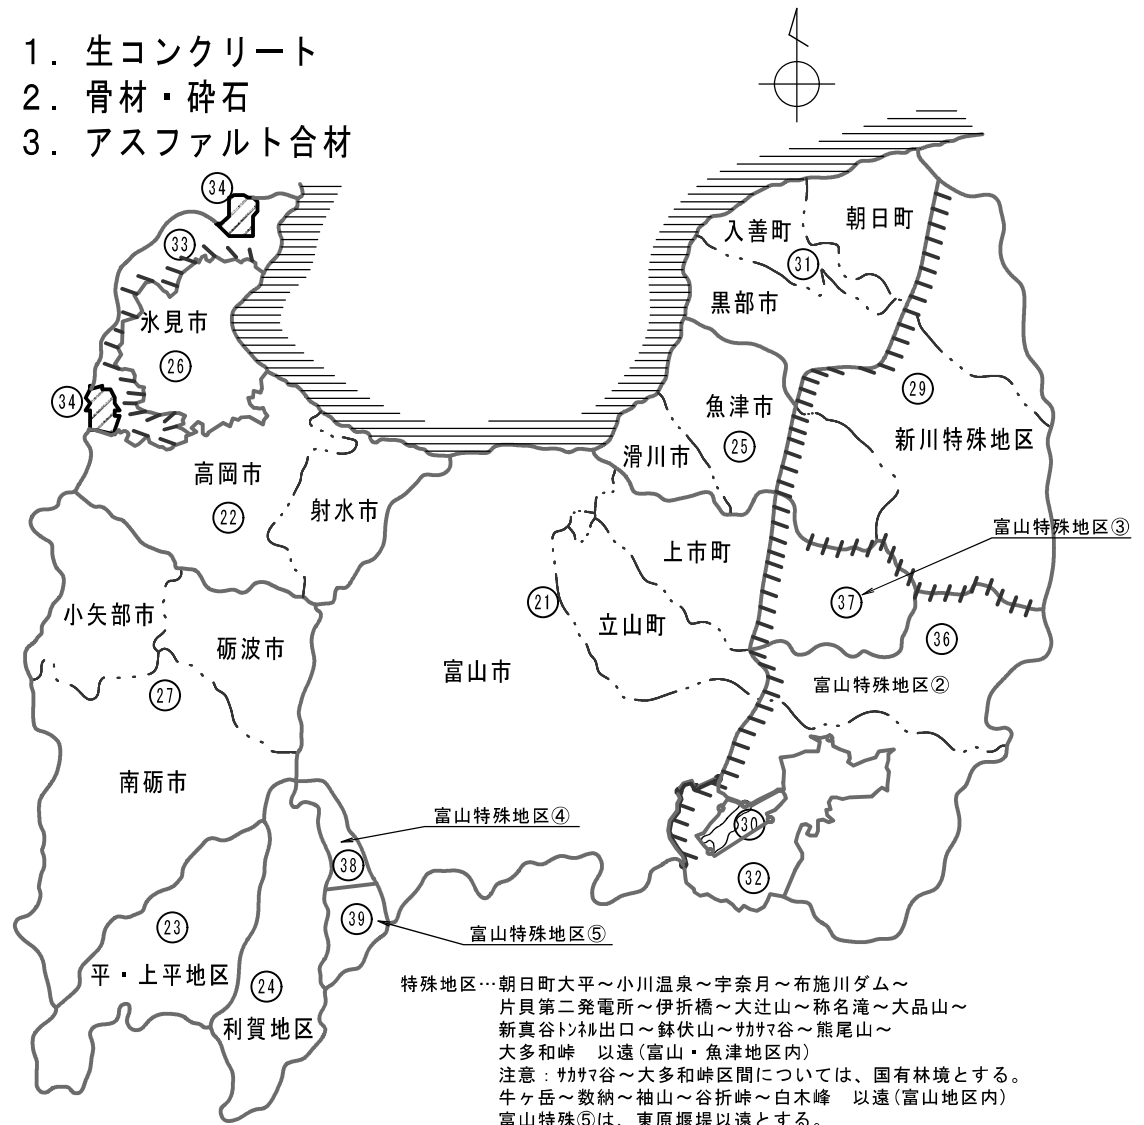 1. 生コンクリート
2. 骨材・砕石
3. アスファルト合材
34
33
氷見市
26
34
高岡市
22
射水市
入善町
朝日町
31
黒部市
29
魚津市
25
滑川市
新川特殊地区
富山特殊地区③
上市町
37
21
立山町
36
小矢部市
砺波市
27
富山市
富山特殊地区②
南砺市
富山特殊地区④
30
38
32
39
23
富山特殊地区⑤
平・上平地区
24
利賀地区
特殊地区…朝日町大平～小川温泉～宇奈月～布施川ダム～
片貝第二発電所～伊折橋～大辻山～称名滝～大品山～
新真谷ﾄﾝﾈﾙ出口～鉢伏山～ｻｶｻﾏ谷～熊尾山～
大多和峠 以遠(富山・魚津地区内)
注意：ｻｶｻﾏ谷～大多和峠区間については、国有林境とする。
牛ヶ岳～数納～袖山～谷折峠～白木峰 以遠(富山地区内)
富山特殊⑤は、東原堰堤以遠とする。